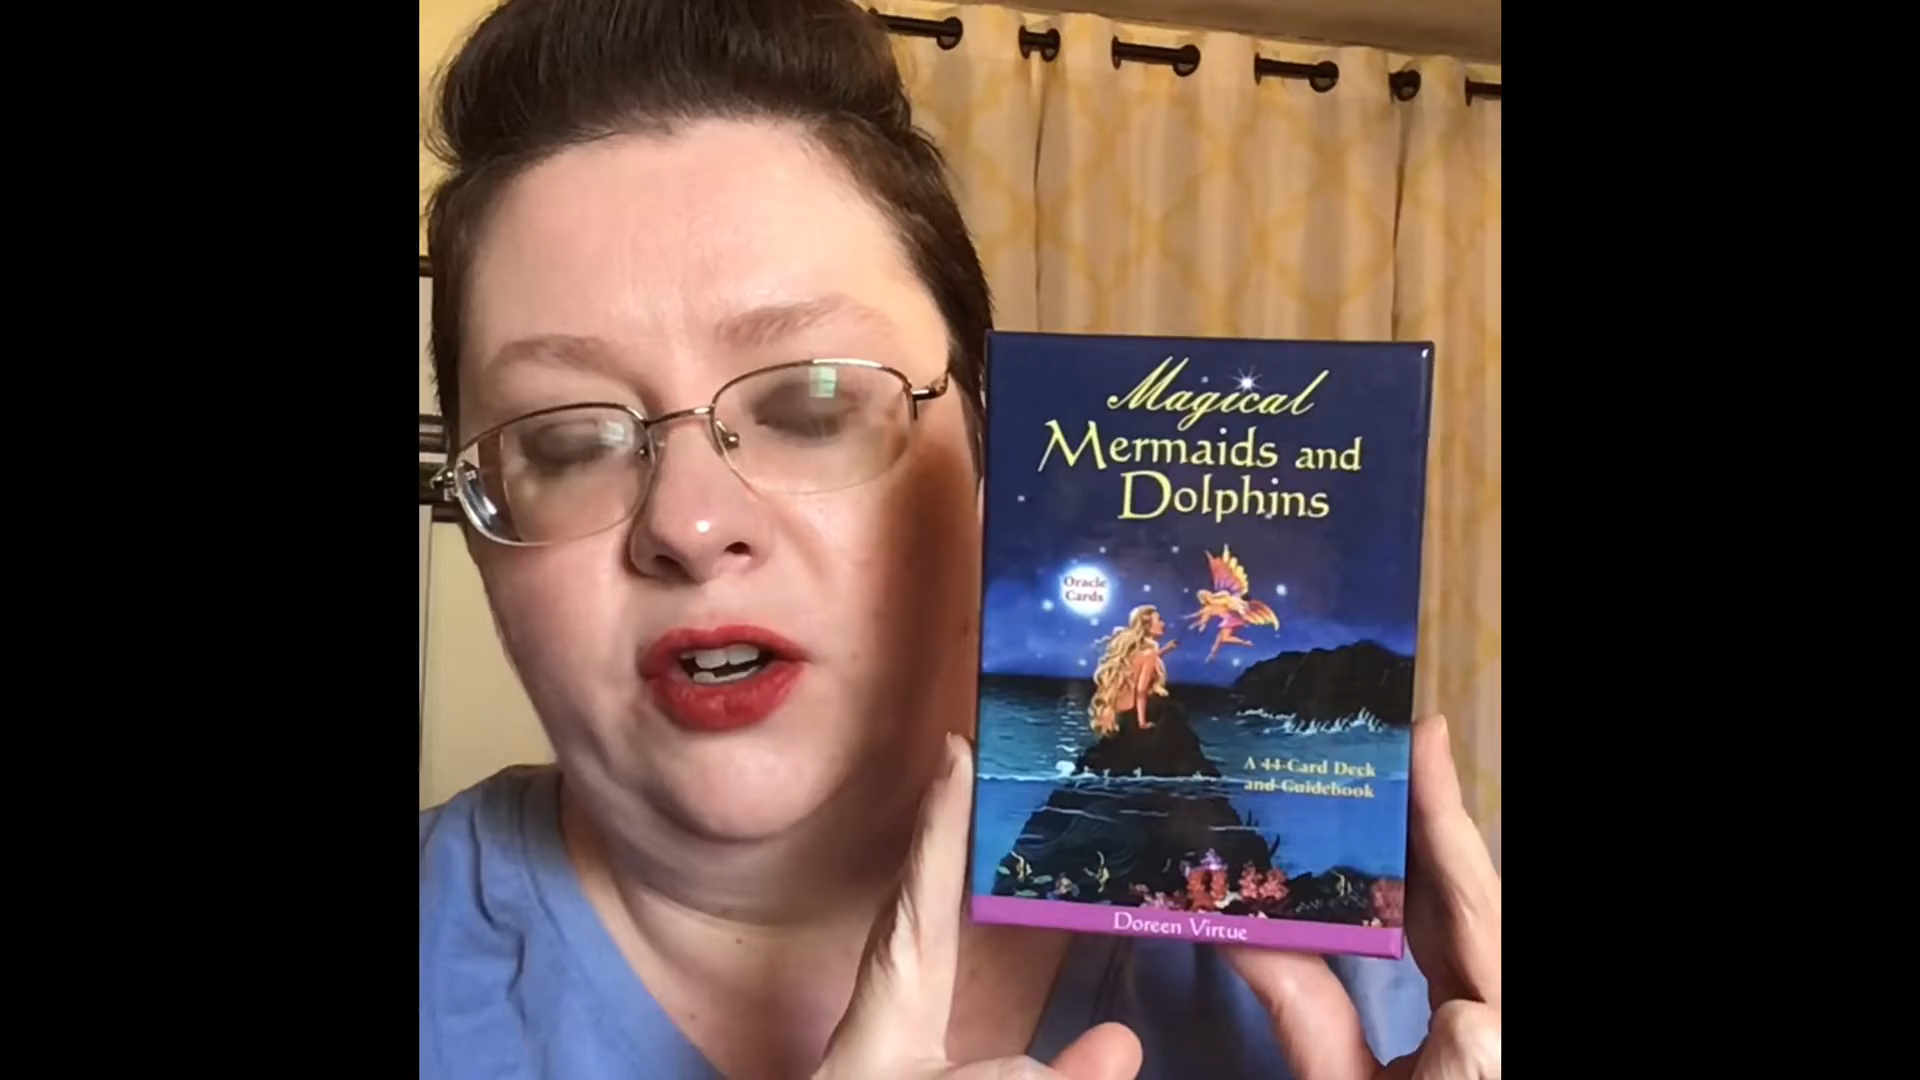 Magical
Mermaids and
Dolphins
Oracle
Cards
A 44-Card Deck
and Guidebook
Doreen Virtue